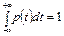 ∫_{-∞}^{+∞} p(t)dt = 1